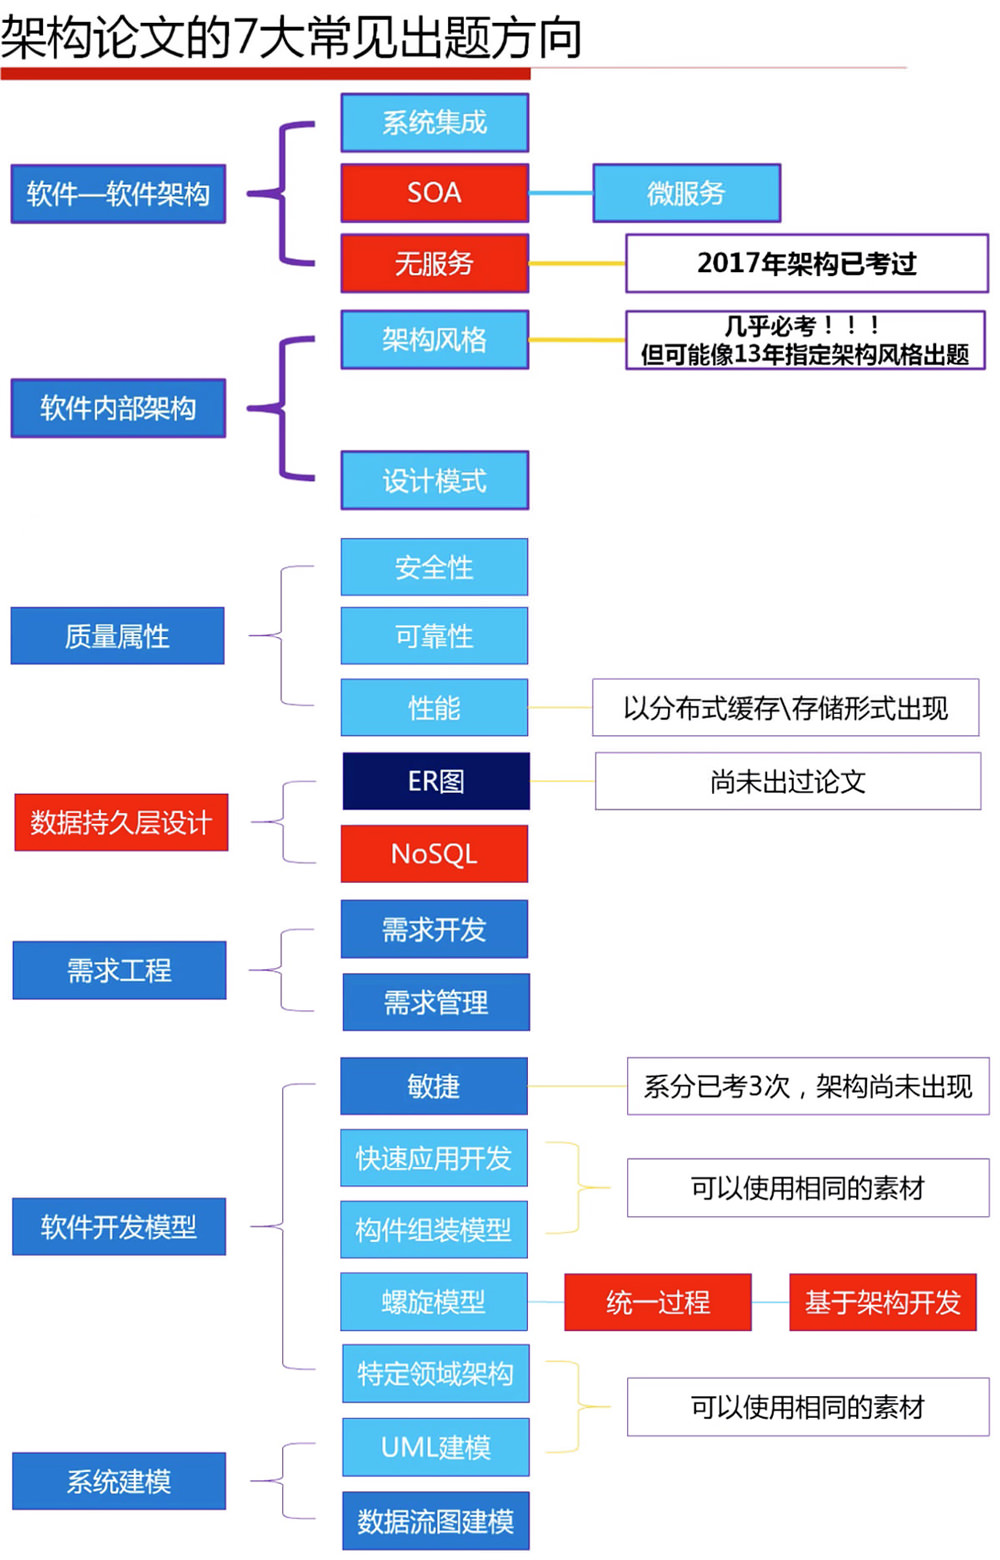 架构论文的7大常见出题方向
软件—软件架构
系统集成
SOA
微服务
无服务
2017年架构已考过
软件内部架构
架构风格
几乎必考！！！
但可能像13年指定架构风格出题
设计模式
质量属性
安全性
可靠性
性能
以分布式缓存\存储形式出现
数据持久层设计
ER图
尚未出过论文
NoSQL
需求工程
需求开发
需求管理
软件开发模型
敏捷
系分已考3次，架构尚未出现
快速应用开发
构件组装模型
可以使用相同的素材
螺旋模型
统一过程
基于架构开发
特定领域架构
可以使用相同的素材
系统建模
UML建模
数据流图建模